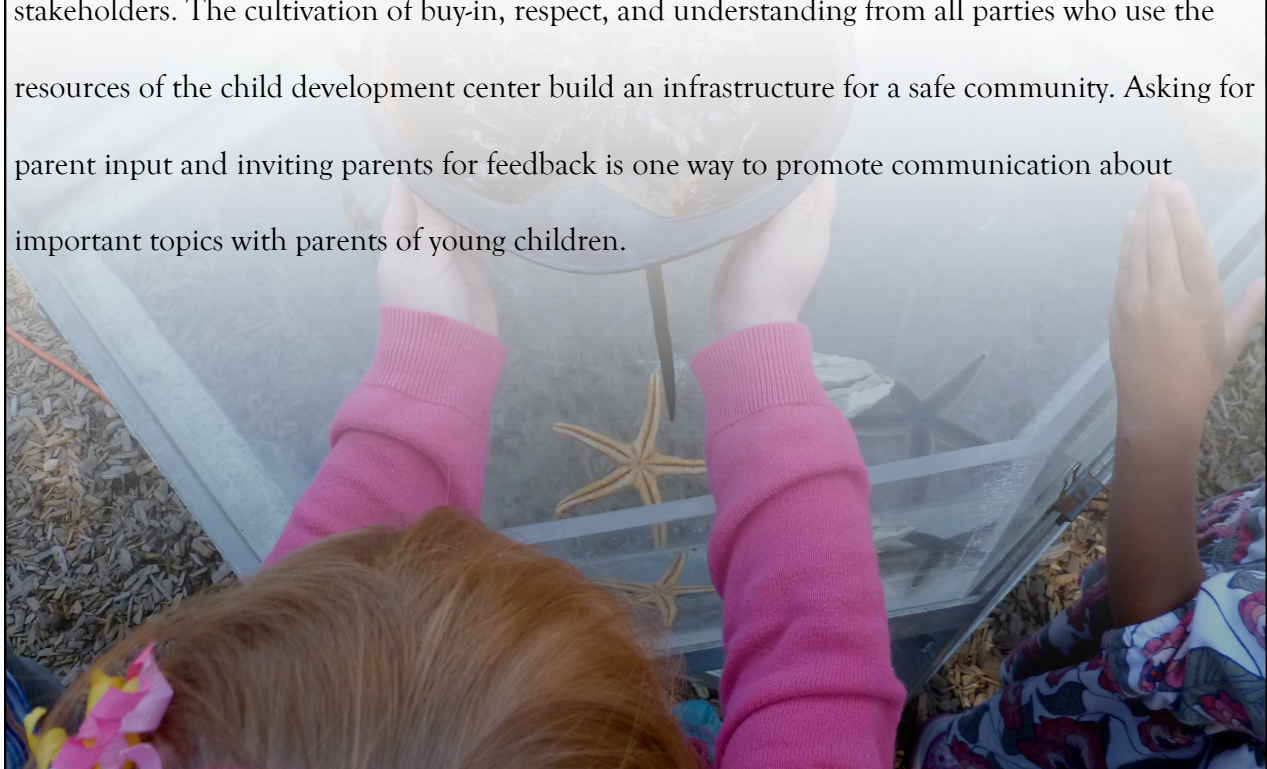 stakeholders. The cultivation of buy-in, respect, and understanding from all parties who use the
resources of the child development center build an infrastructure for a safe community. Asking for
parent input and inviting parents for feedback is one way to promote communication about
important topics with parents of young children.